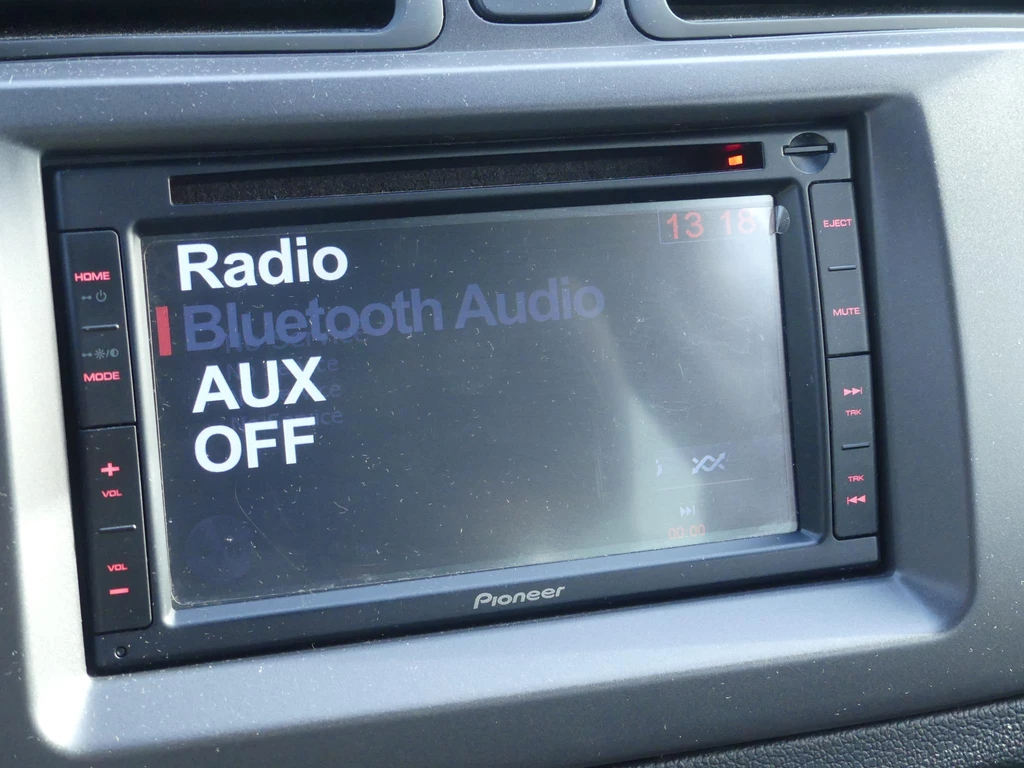 HOME
MODE
+
VOL
VOL
−
Radio
Bluetooth Audio
AUX
OFF
13 18
00:00
EJECT
MUTE
TRK
TRK
Pioneer